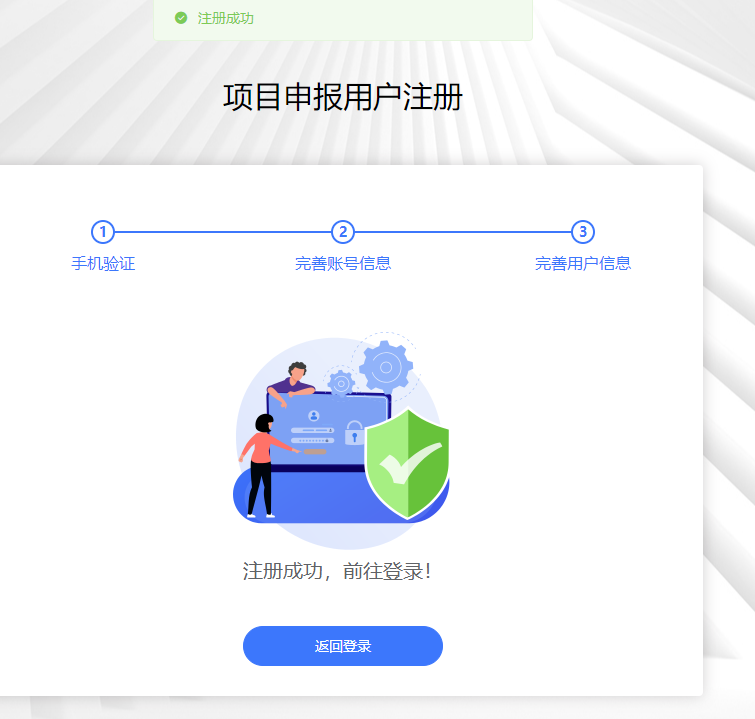 注册成功
项目申报用户注册
1
2
3
手机验证
完善账号信息
完善用户信息
注册成功，前往登录！
返回登录